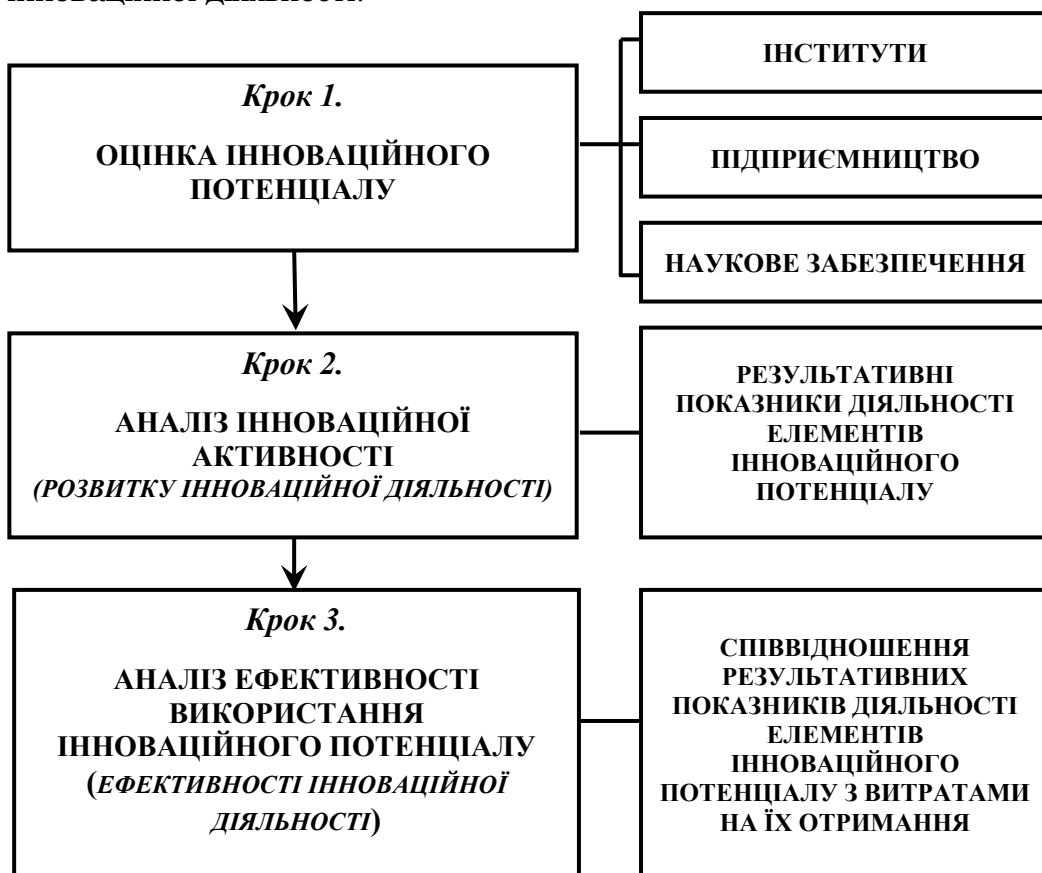 інноваційної діяльності.
Крок 1.
ОЦІНКА ІННОВАЦІЙНОГО
ПОТЕНЦІАЛУ
ІНСТИТУТИ
ПІДПРИЄМНИЦТВО
НАУКОВЕ ЗАБЕЗПЕЧЕННЯ
Крок 2.
АНАЛІЗ ІННОВАЦІЙНОЇ
АКТИВНОСТІ
(РОЗВИТКУ ІННОВАЦІЙНОЇ ДІЯЛЬНОСТІ)
РЕЗУЛЬТАТИВНІ
ПОКАЗНИКИ ДІЯЛЬНОСТІ
ЕЛЕМЕНТІВ
ІННОВАЦІЙНОГО
ПОТЕНЦІАЛУ
Крок 3.
АНАЛІЗ ЕФЕКТИВНОСТІ
ВИКОРИСТАННЯ
ІННОВАЦІЙНОГО ПОТЕНЦІАЛУ
(ЕФЕКТИВНОСТІ ІННОВАЦІЙНОЇ
ДІЯЛЬНОСТІ)
СПІВВІДНОШЕННЯ
РЕЗУЛЬТАТИВНИХ
ПОКАЗНИКІВ ДІЯЛЬНОСТІ
ЕЛЕМЕНТІВ
ІННОВАЦІЙНОГО
ПОТЕНЦІАЛУ З ВИТРАТАМИ
НА ЇХ ОТРИМАННЯ